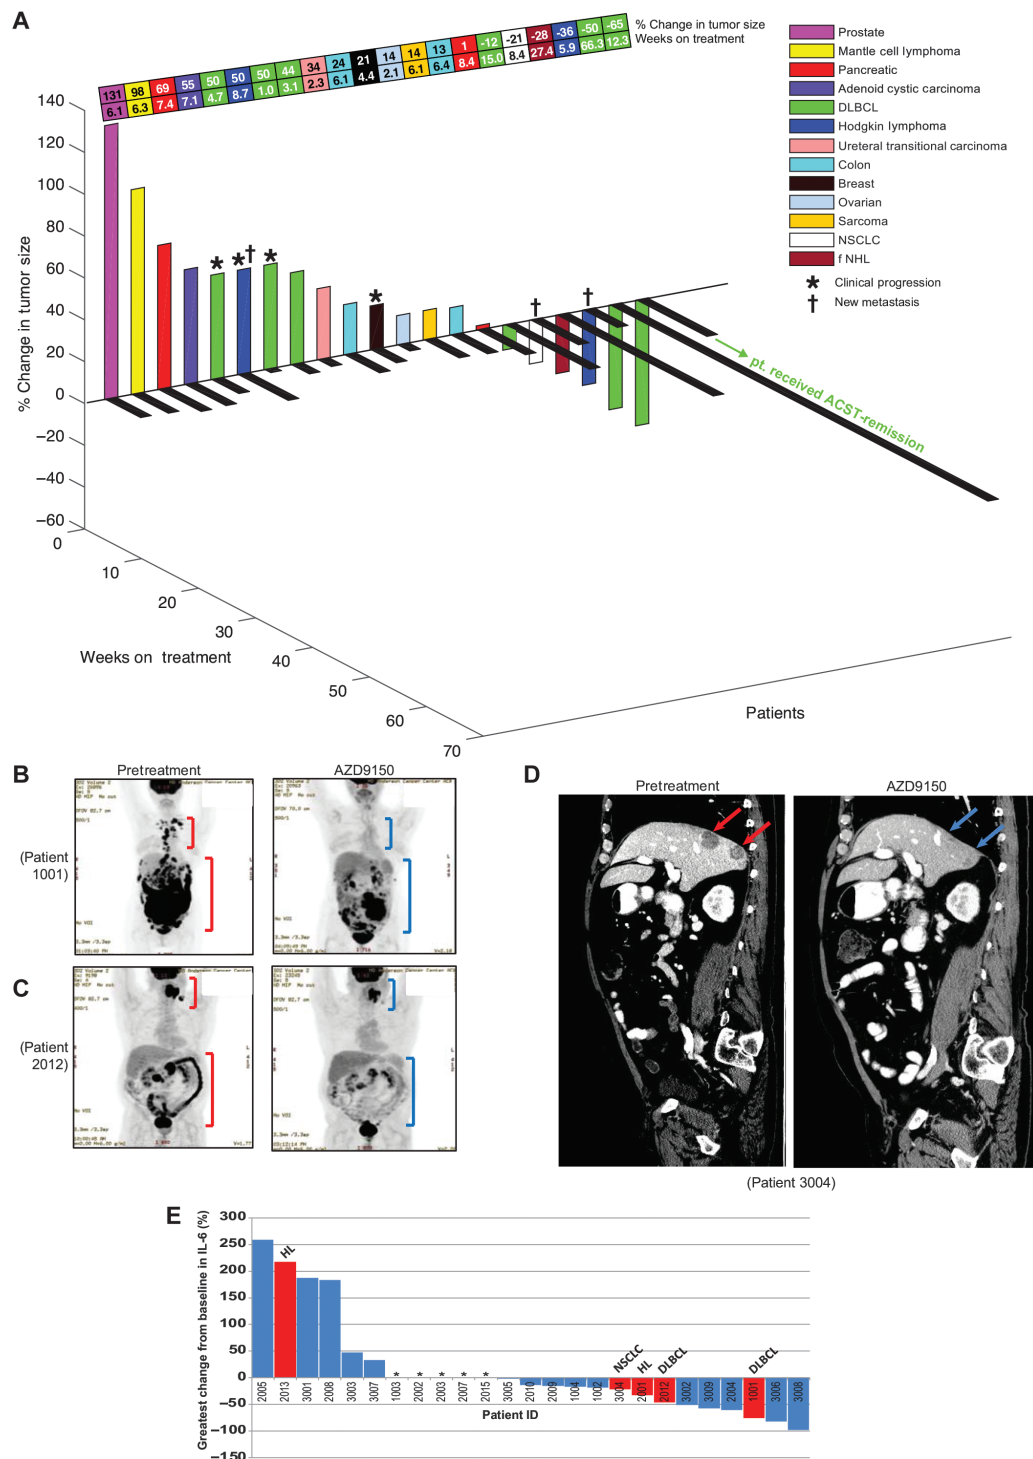 A
131 98 69 55 50 50 50 44 34 24 21 14 14 13 1 -12 -21 -28 -36 -50 -65
% Change in tumor size
6.1 6.3 7.4 7.1 4.7 8.7 1.0 3.1 2.3 6.1 4.4 2.1 6.1 6.4 8.4 15.0 8.4 27.4 5.9 66.3 12.3
Weeks on treatment
Prostate
Mantle cell lymphoma
Pancreatic
Adenoid cystic carcinoma
DLBCL
Hodgkin lymphoma
Ureteral transitional carcinoma
Colon
Breast
Ovarian
Sarcoma
NSCLC
f NHL
* Clinical progression
† New metastasis
% Change in tumor size
140
120
100
80
60
40
20
0
−20
−40
−60
* * † * * † †
pt. received ACST-remission
0
10
20
30
40
50
60
70
Weeks on treatment
Patients
B
Pretreatment
AZD9150
(Patient
1001)
C
(Patient
2012)
D
Pretreatment
AZD9150
(Patient 3004)
E
Greatest change from baseline in IL-6 (%)
300
250
200
150
100
50
0
−50
−100
−150
HL
NSCLC
HL
DLBCL
DLBCL
* * * * *
2005 2013 3001 2008 3003 3007 1003 2002 2003 2007 2015 3005 2010 2009 1004 1002 3004 2001 2012 3002 3009 2004 1001 3006 3008
Patient ID